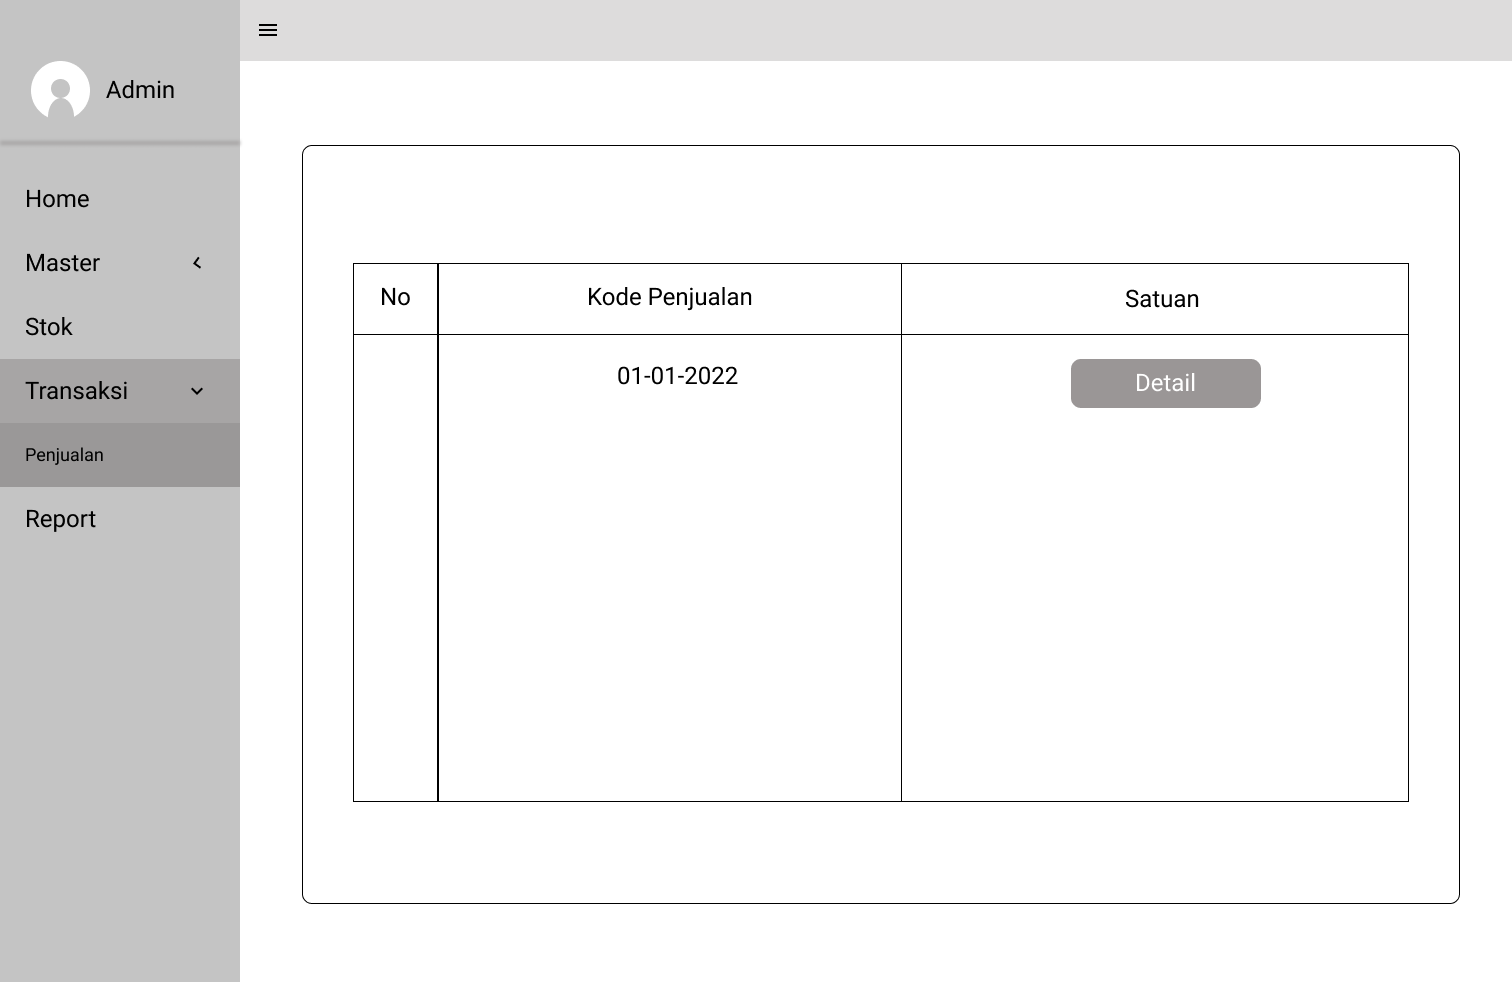 Admin
Home
Master
Stok
Transaksi
Penjualan
Report
No
Kode Penjualan
Satuan
01-01-2022
Detail